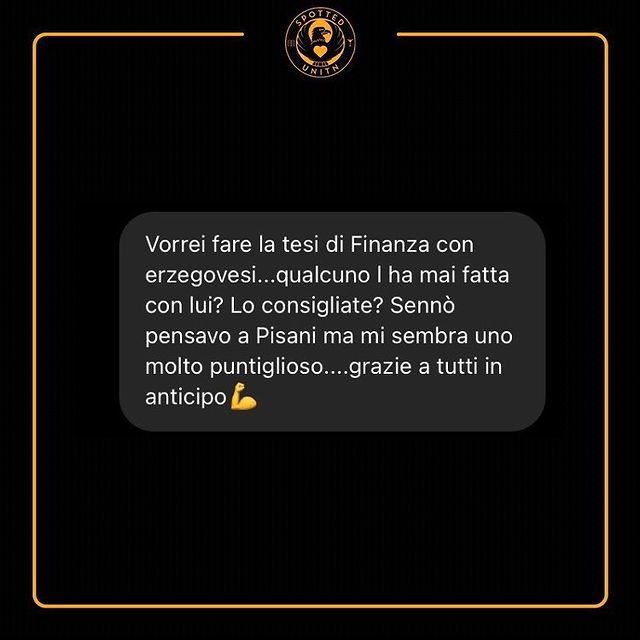 SPOTTED
UNITN
Vorrei fare la tesi di Finanza con
erzegovesi...qualcuno l ha mai fatta
con lui? Lo consigliate? Sennò
pensavo a Pisani ma mi sembra uno
molto puntiglioso....grazie a tutti in
anticipo💪